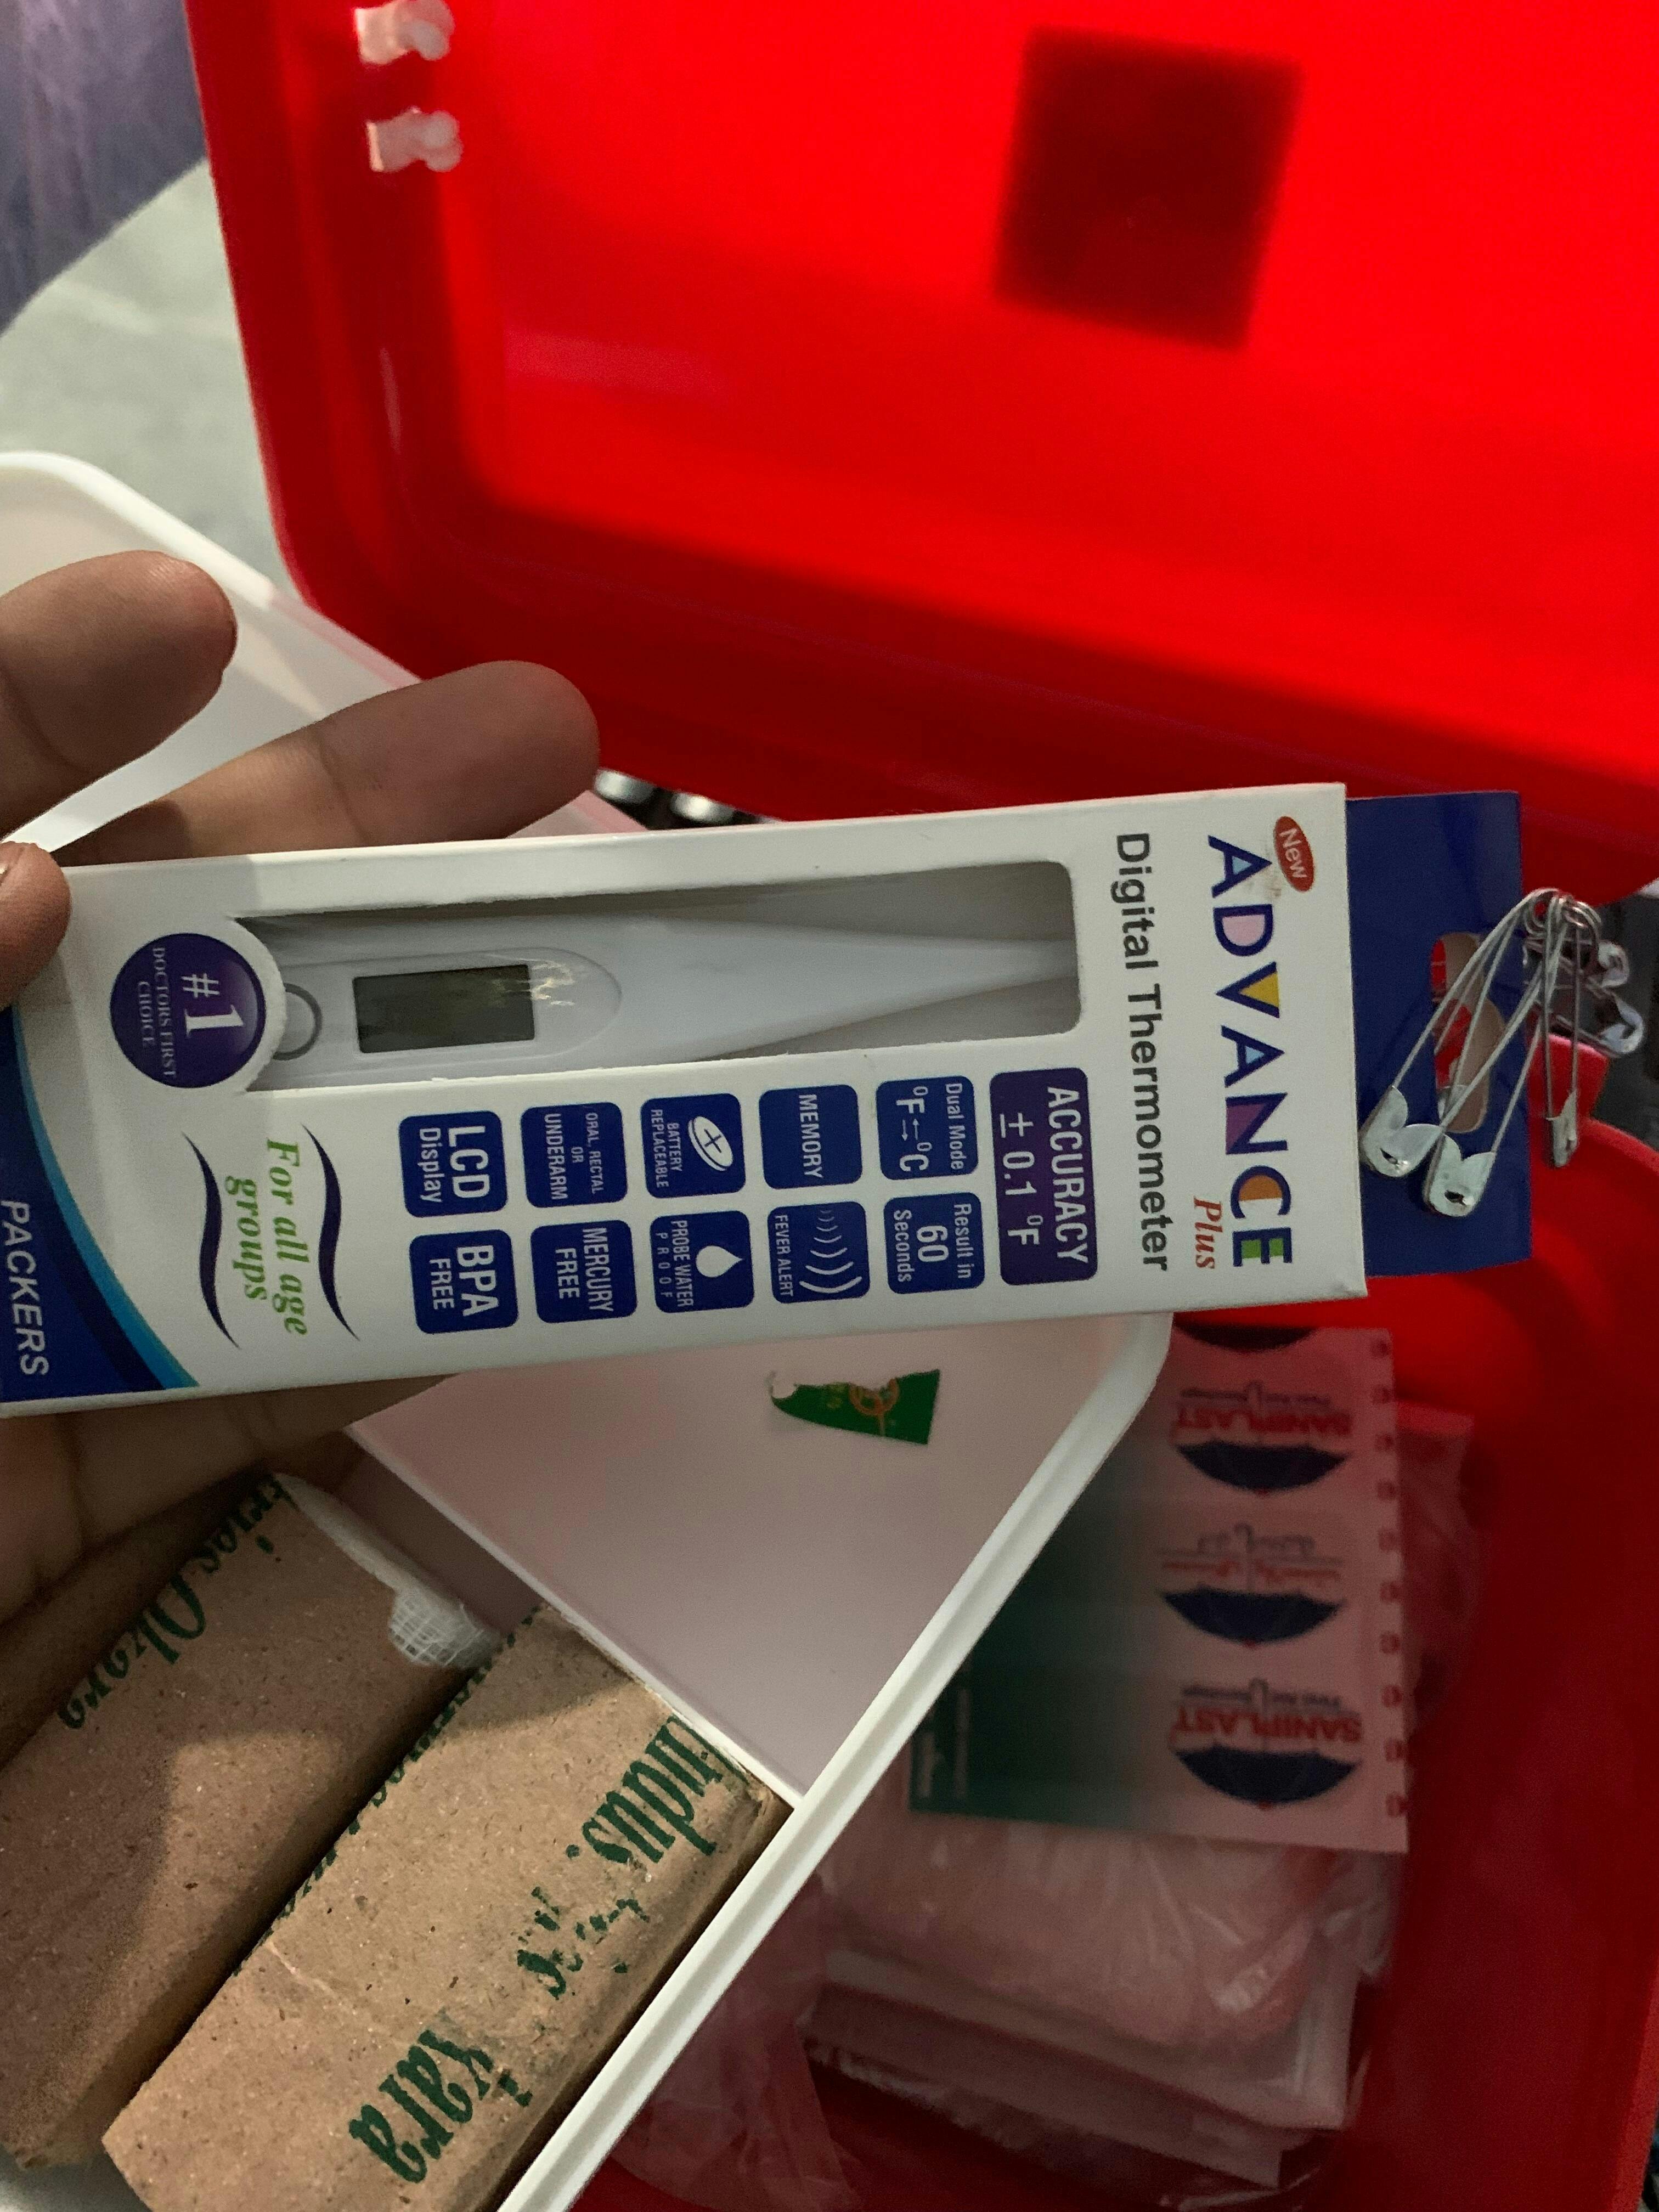 New
ADVANCE
Plus
Digital Thermometer
ACCURACY
± 0.1 °F
Dual Mode
°F ⇄ °C
Result in
60
Seconds
MEMORY
FEVER ALERT
BATTERY
REPLACEABLE
PROBE WATER
PROOF
ORAL, RECTAL
OR
UNDERARM
MERCURY
FREE
LCD
Display
BPA
FREE
For all age
groups
#1
DOCTORS FIRST
CHOICE
PACKERS
SANIPLAST
SANIPLAST
Okara